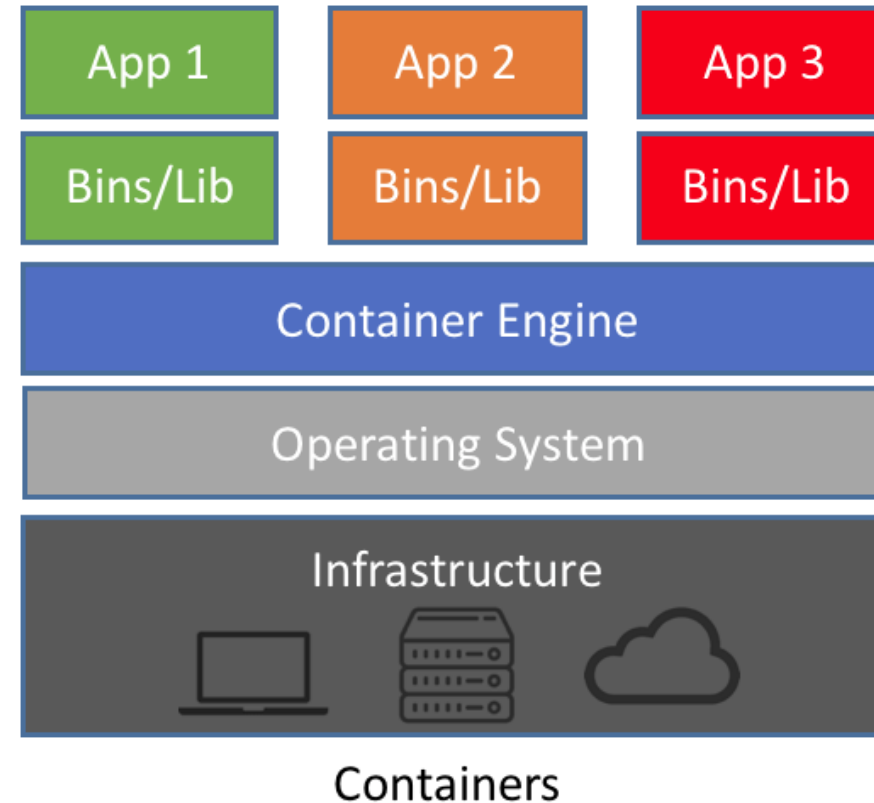 App 1 App 2 App 3
Bins/Lib Bins/Lib Bins/Lib
Container Engine
Operating System
Infrastructure
Containers